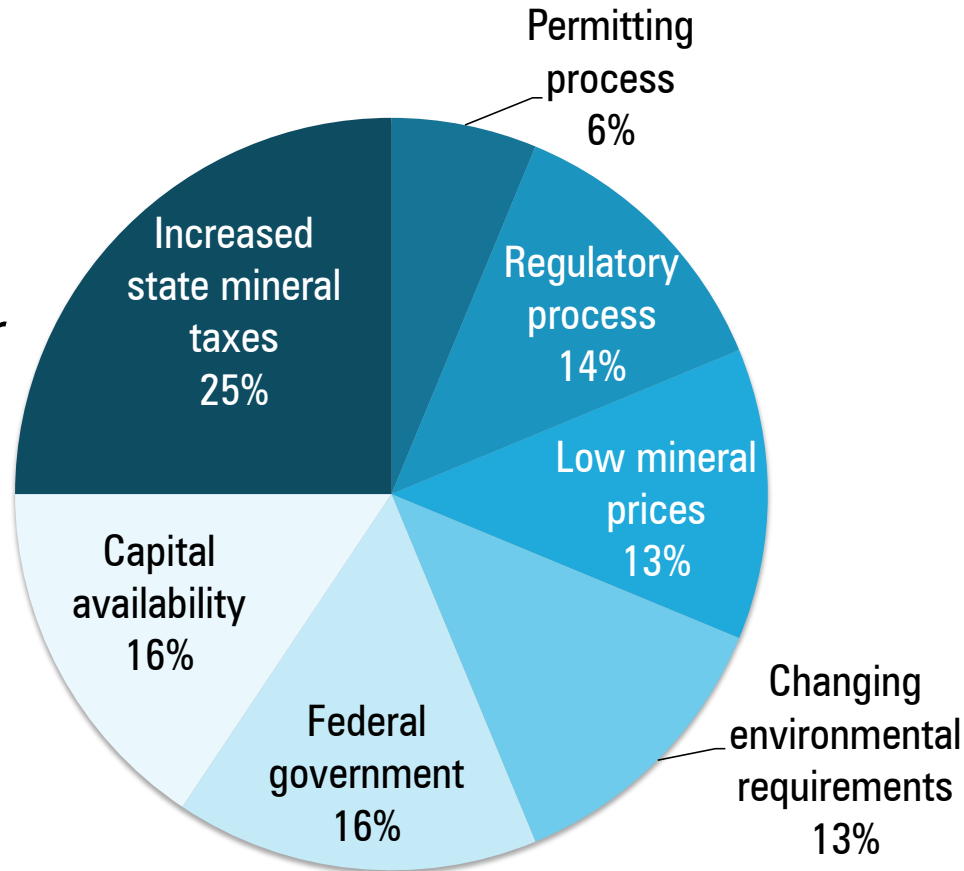 Permitting
process
6%
Increased
state mineral
taxes
25%
Regulatory
process
14%
Low mineral
prices
13%
Capital
availability
16%
Federal
government
16%
Changing
environmental
requirements
13%